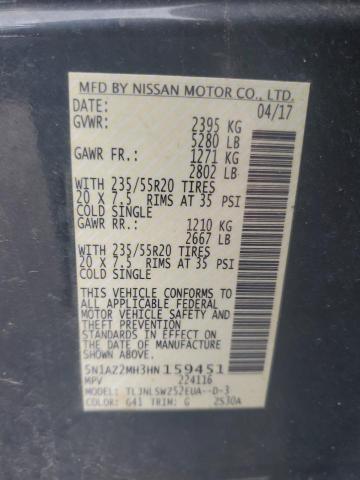 MFD BY NISSAN MOTOR CO., LTD.
DATE: 04/17
GVWR: 2395 KG
5280 LB
GAWR FR.: 1271 KG
2802 LB
WITH 235/55R20 TIRES
20 X 7.5 RIMS AT 35 PSI
COLD SINGLE
GAWR RR.: 1210 KG
2667 LB
WITH 235/55R20 TIRES
20 X 7.5 RIMS AT 35 PSI
COLD SINGLE
THIS VEHICLE CONFORMS TO
ALL APPLICABLE FEDERAL
MOTOR VEHICLE SAFETY AND
THEFT PREVENTION
STANDARDS IN EFFECT ON THE
DATE OF MANUFACTURE SHOWN
ABOVE.
5N1AZ2MH3HN159451
MPV 224116
TLJNLSWZ52EUA--D-3
COLOR: G41 TRIM: G 2530A